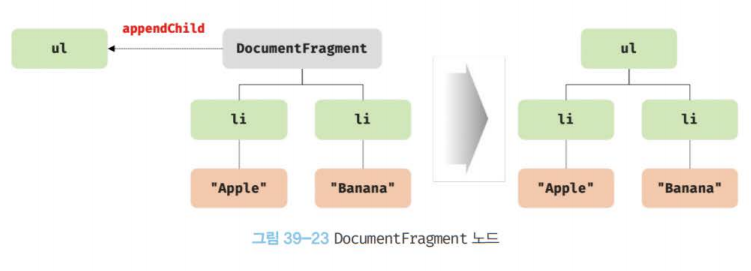 appendChild
ul DocumentFragment ul
li li li li
"Apple" "Banana" "Apple" "Banana"
그림 39-23 DocumentFragment 노드